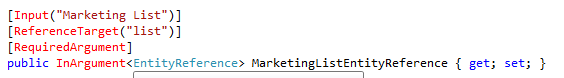 [Input("Marketing List")]
[ReferenceTarget("list")]
[RequiredArgument]
public InArgument<EntityReference> MarketingListEntityReference { get; set; }